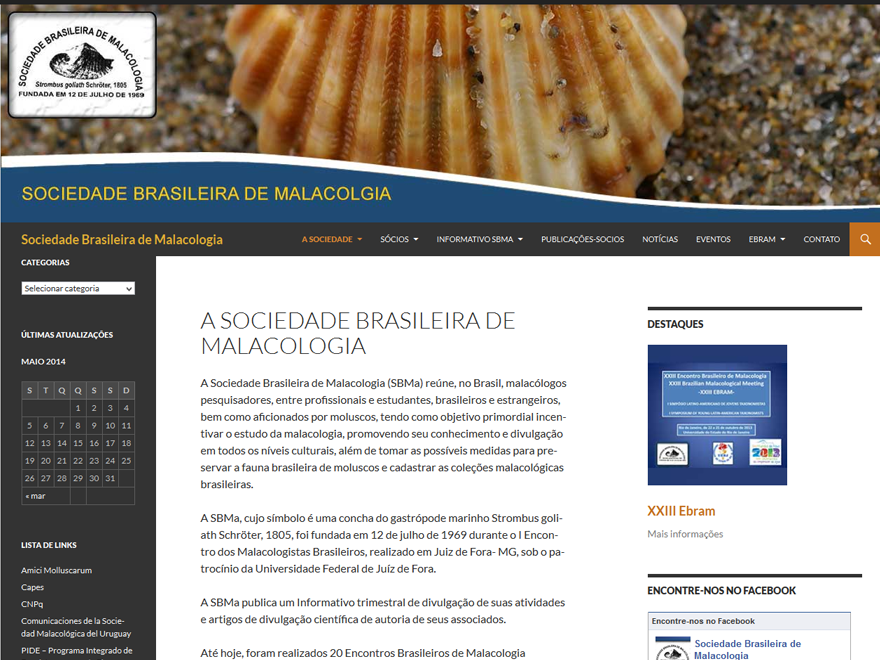 SOCIEDADE BRASILEIRA DE MALACOLOGIA
Strombus goliath Schröter, 1805
FUNDADA EM 12 DE JULHO DE 1969
SOCIEDADE BRASILEIRA DE MALACOLGIA
Sociedade Brasileira de Malacologia
A SOCIEDADE SÓCIOS INFORMATIVO SBMA PUBLICAÇÕES-SOCIOS NOTÍCIAS EVENTOS EBRAM CONTATO
CATEGORIAS
Selecionar categoria
ÚLTIMAS ATUALIZAÇÕES
MAIO 2014
S T Q Q S S D
1 2 3 4
5 6 7 8 9 10 11
12 13 14 15 16 17 18
19 20 21 22 23 24 25
26 27 28 29 30 31
« mar
LISTA DE LINKS
Amici Molluscarum
Capes
CNPq
Comunicaciones de la Socie-
dad Malacológica del Uruguay
PIDE – Programa Integrado de
A SOCIEDADE BRASILEIRA DE
MALACOLOGIA
A Sociedade Brasileira de Malacologia (SBMa) reúne, no Brasil, malacólogos
pesquisadores, entre profissionais e estudantes, brasileiros e estrangeiros,
bem como aficionados por moluscos, tendo como objetivo primordial incen-
tivar o estudo da malacologia, promovendo seu conhecimento e divulgação
em todos os níveis culturais, além de tomar as possíveis medidas para pre-
servar a fauna brasileira de moluscos e cadastrar as coleções malacológicas
brasileiras.
A SBMa, cujo símbolo é uma concha do gastrópode marinho Strombus goli-
ath Schröter, 1805, foi fundada em 12 de julho de 1969 durante o I Encon-
tro dos Malacologistas Brasileiros, realizado em Juiz de Fora- MG, sob o pa-
trocínio da Universidade Federal de Juíz de Fora.
A SBMa publica um Informativo trimestral de divulgação de suas atividades
e artigos de divulgação científica de autoria de seus associados.
Até hoje, foram realizados 20 Encontros Brasileiros de Malacologia
DESTAQUES
XXIII Encontro Brasileiro de Malacologia
XXIII Brazilian Malacological Meeting
-XXIII EBRAM-
XXIII Ebram
Mais informações
ENCONTRE-NOS NO FACEBOOK
Encontre-nos no Facebook
Sociedade Brasileira de
Malacologia